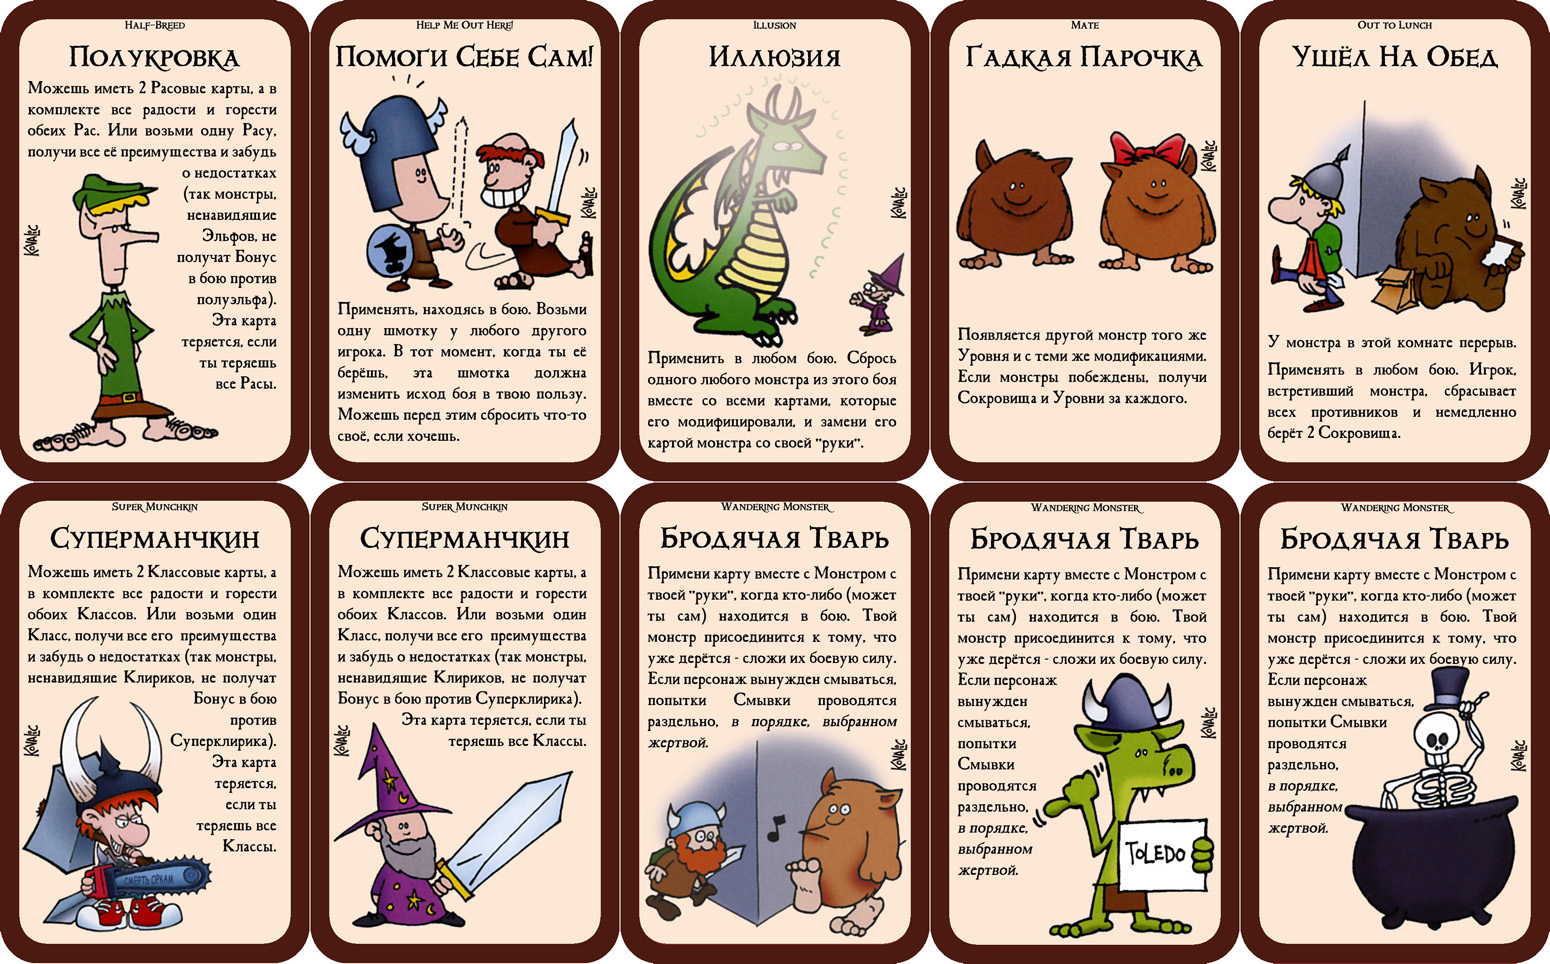 Half-Breed
Полукровка
Можешь иметь 2 Расовые карты, а в
комплекте все радости и горести
обеих Рас. Или возьми одну Расу,
получи все её преимущества и забудь
о недостатках
(так монстры,
ненавидящие
Эльфов, не
получат Бонус
в бою против
полуэльфа).
Эта карта
теряется, если
ты теряешь
все Расы.
Kovalic
Help Me Out Here!
Помоги Себе Сам!
Kovalic
Применять, находясь в бою. Возьми
одну шмотку у любого другого
игрока. В тот момент, когда ты её
берёшь, эта шмотка должна
изменить исход боя в твою пользу.
Можешь перед этим сбросить что-то
своё, если хочешь.
Illusion
Иллюзия
Kovalic
Применить в любом бою. Сбрось
одного любого монстра из этого боя
вместе со всеми картами, которые
его модифицировали, и замени его
картой монстра со своей "руки".
Mate
Гадкая Парочка
Kovalic
Появляется другой монстр того же
Уровня и с теми же модификациями.
Если монстры побеждены, получи
Сокровища и Уровни за каждого.
Out to Lunch
Ушёл На Обед
Kovalic
У монстра в этой комнате перерыв.
Применять в любом бою. Игрок,
встретивший монстра, сбрасывает
всех противников и немедленно
берёт 2 Сокровища.
Super Munchkin
Суперманчкин
Можешь иметь 2 Классовые карты, а
в комплекте все радости и горести
обоих Классов. Или возьми один
Класс, получи все его преимущества
и забудь о недостатках (так монстры,
ненавидящие Клириков, не получат
Бонус в бою
против
Суперклирика).
Эта карта
теряется,
если ты
теряешь все
Классы.
Kovalic
СМЕРТЬ ОРКАМ
Super Munchkin
Суперманчкин
Можешь иметь 2 Классовые карты, а
в комплекте все радости и горести
обоих Классов. Или возьми один
Класс, получи все его преимущества
и забудь о недостатках (так монстры,
ненавидящие Клириков, не получат
Бонус в бою против Суперклирика).
Эта карта теряется, если ты
теряешь все Классы.
Kovalic
Wandering Monster
Бродячая Тварь
Примени карту вместе с Монстром с
твоей "руки", когда кто-либо (может
ты сам) находится в бою. Твой
монстр присоединится к тому, что
уже дерётся - сложи их боевую силу.
Если персонаж вынужден смываться,
попытки Смывки проводятся
раздельно, в порядке, выбранном
жертвой.
Kovalic
Wandering Monster
Бродячая Тварь
Примени карту вместе с Монстром с
твоей "руки", когда кто-либо (может
ты сам) находится в бою. Твой
монстр присоединится к тому, что
уже дерётся - сложи их боевую силу.
Если персонаж
вынужден
смываться,
попытки
Смывки
проводятся
раздельно,
в порядке,
выбранном
жертвой.
Kovalic
ToLEDO
Wandering Monster
Бродячая Тварь
Примени карту вместе с Монстром с
твоей "руки", когда кто-либо (может
ты сам) находится в бою. Твой
монстр присоединится к тому, что
уже дерётся - сложи их боевую силу.
Если персонаж
вынужден смываться,
попытки Смывки
проводятся
раздельно,
в порядке,
выбранном
жертвой.
Kovalic